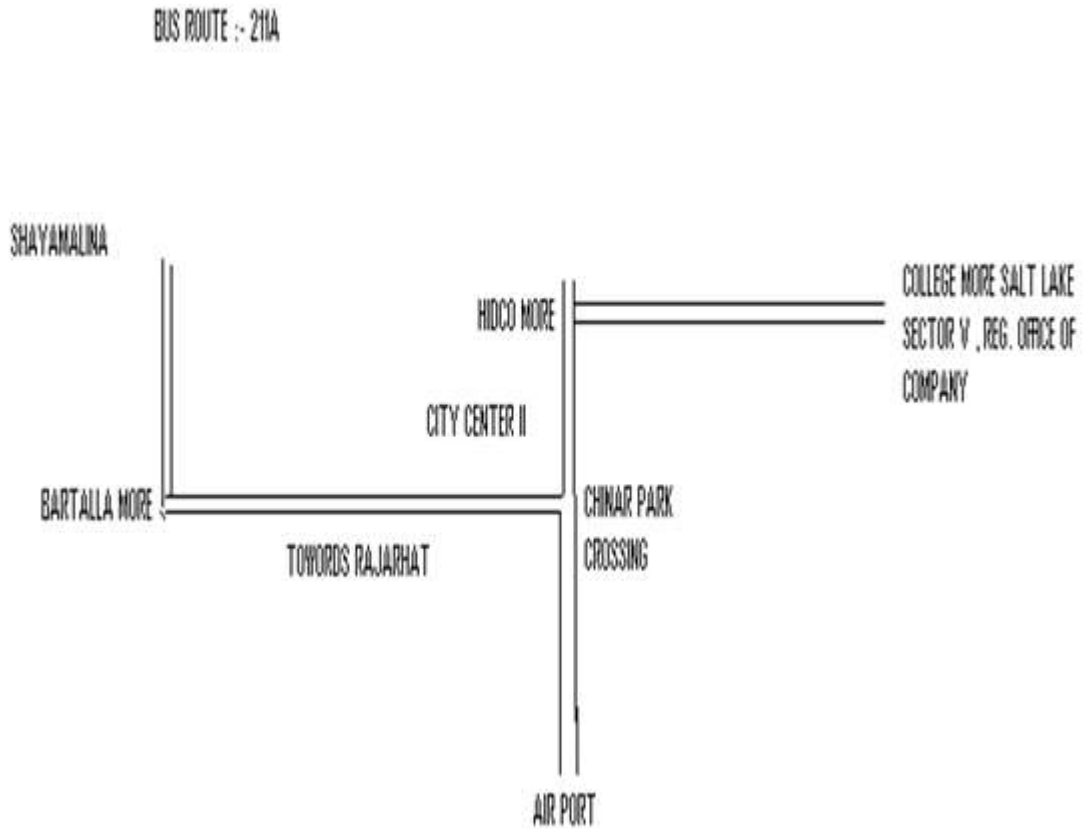 BUS ROUTE :- 211A
SHAYAMALINA
HIDCO MORE
COLLEGE MORE SALT LAKE
SECTOR V , REG. OFFICE OF
COMPANY
CITY CENTER II
BARTALLA MORE
CHINAR PARK
CROSSING
TOWORDS RAJARHAT
AIR PORT